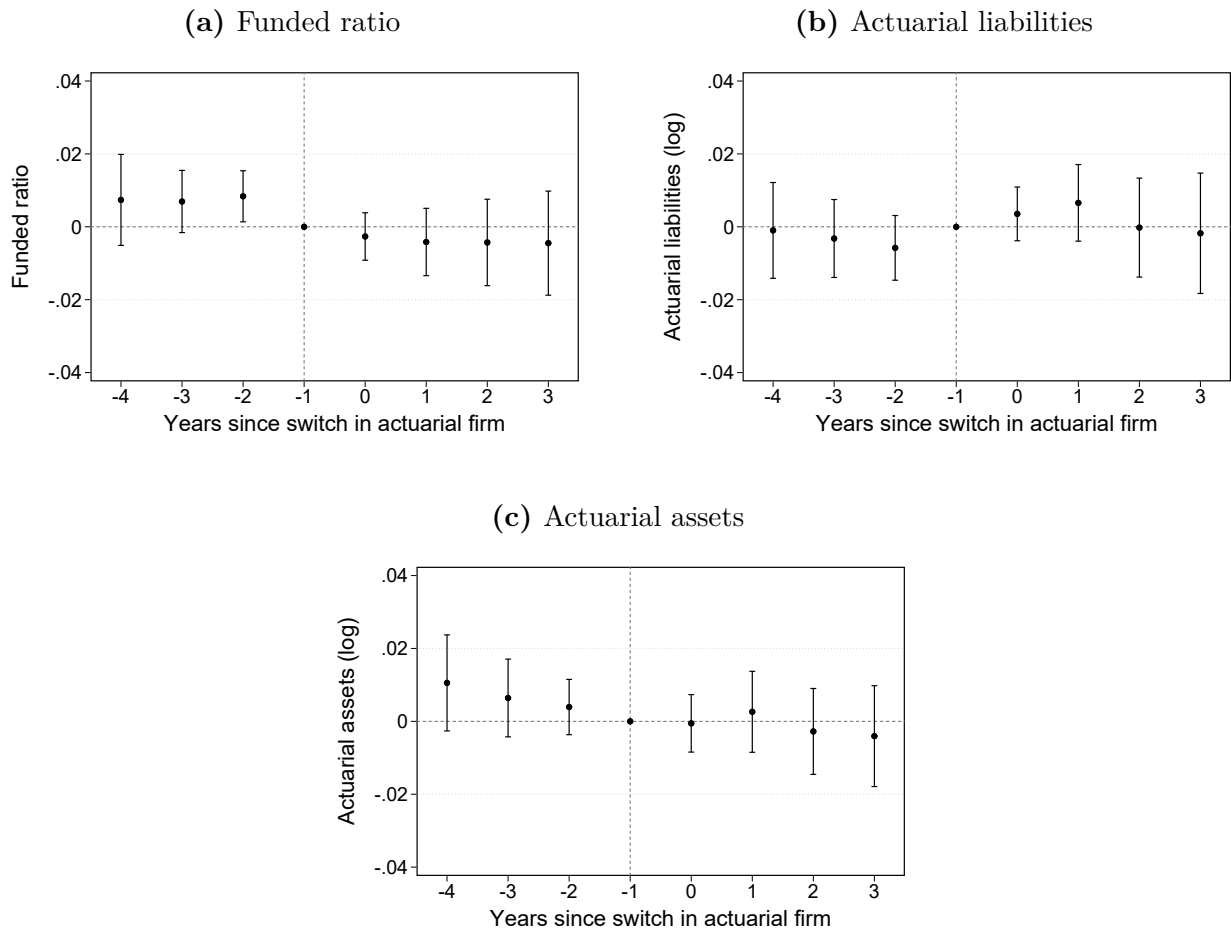 (a) Funded ratio
Funded ratio
.04
.02
0
-.02
-.04
-4 -3 -2 -1 0 1 2 3
Years since switch in actuarial firm
(b) Actuarial liabilities
Actuarial liabilities (log)
.04
.02
0
-.02
-.04
-4 -3 -2 -1 0 1 2 3
Years since switch in actuarial firm
(c) Actuarial assets
Actuarial assets (log)
.04
.02
0
-.02
-.04
-4 -3 -2 -1 0 1 2 3
Years since switch in actuarial firm